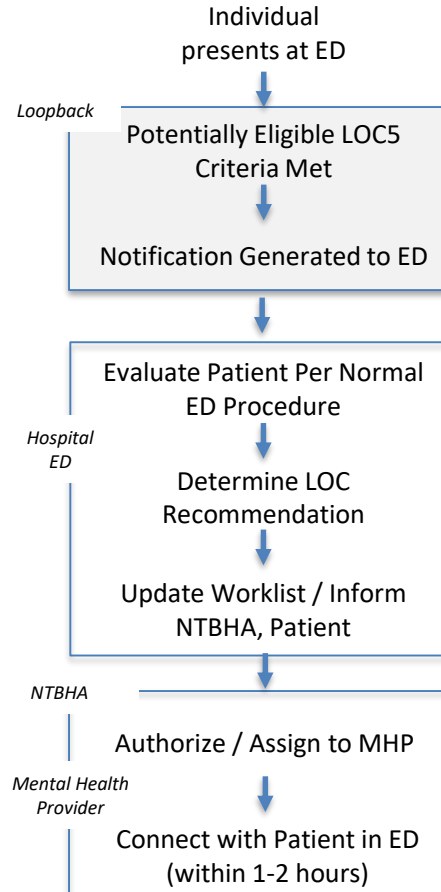 Individual
presents at ED
Loopback
Potentially Eligible LOC5
Criteria Met
Notification Generated to ED
Evaluate Patient Per Normal
ED Procedure
Hospital
ED
Determine LOC
Recommendation
Update Worklist / Inform
NTBHA, Patient
NTBHA
Authorize / Assign to MHP
Mental Health
Provider
Connect with Patient in ED
(within 1-2 hours)